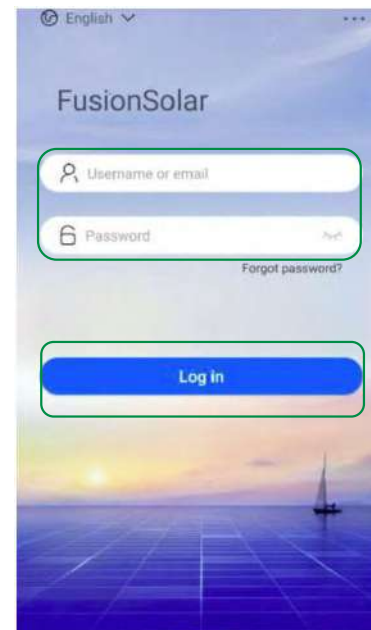 English
FusionSolar
Username or email
Password
Forgot password?
Log in